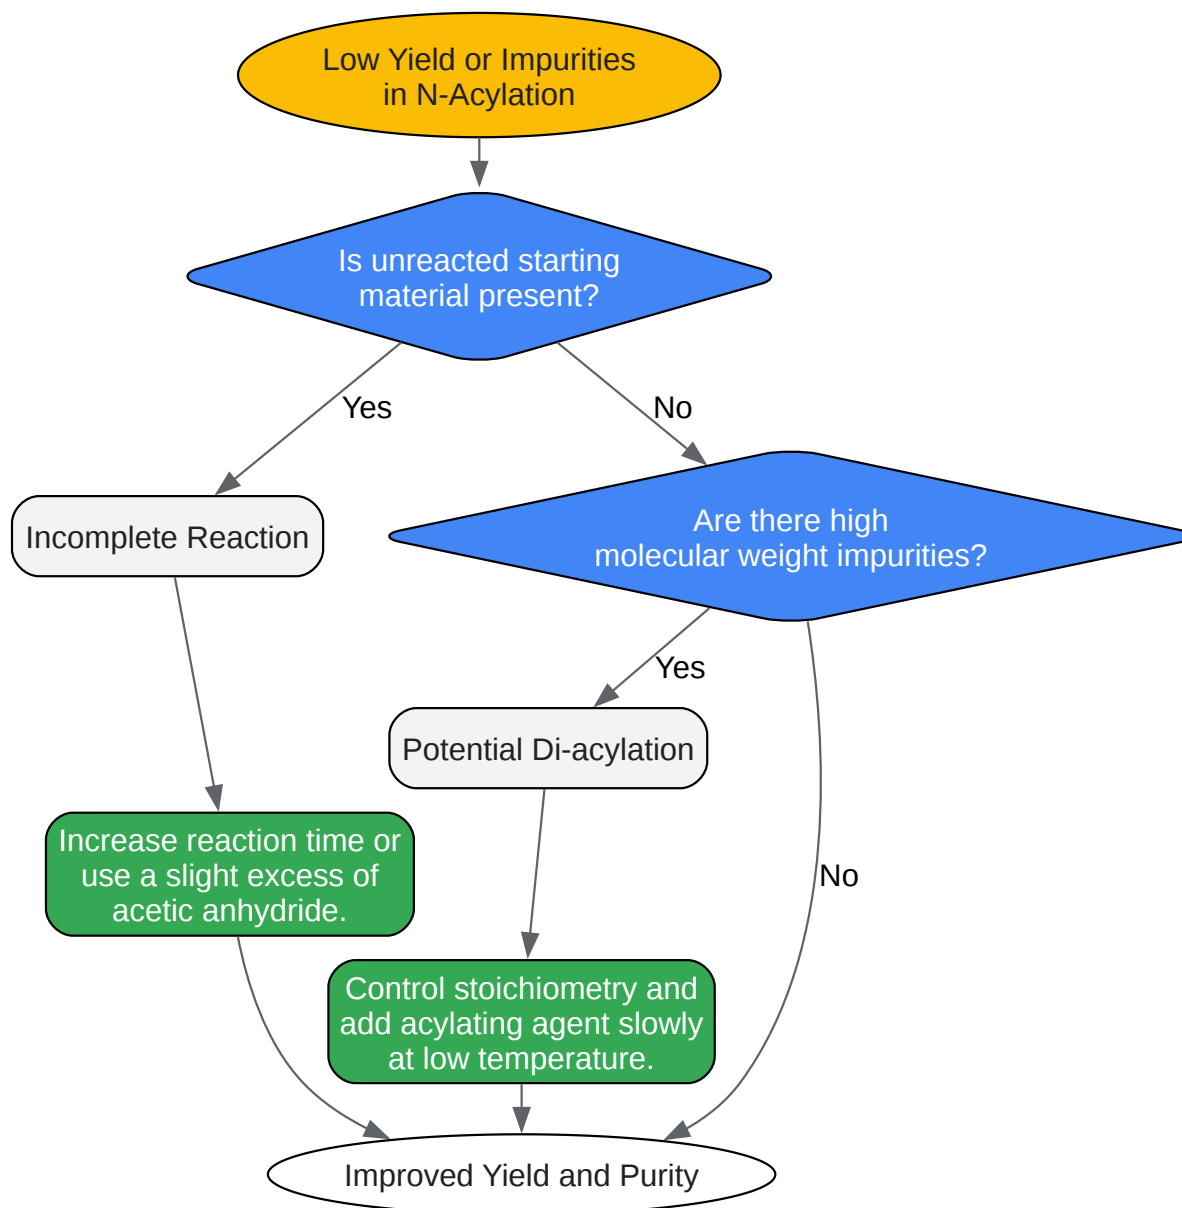 Low Yield or Impurities
in N-Acylation
Is unreacted starting
material present?
Yes
No
Incomplete Reaction
Are there high
molecular weight impurities?
Yes
Potential Di-acylation
Increase reaction time or
use a slight excess of
acetic anhydride.
No
Control stoichiometry and
add acylating agent slowly
at low temperature.
Improved Yield and Purity